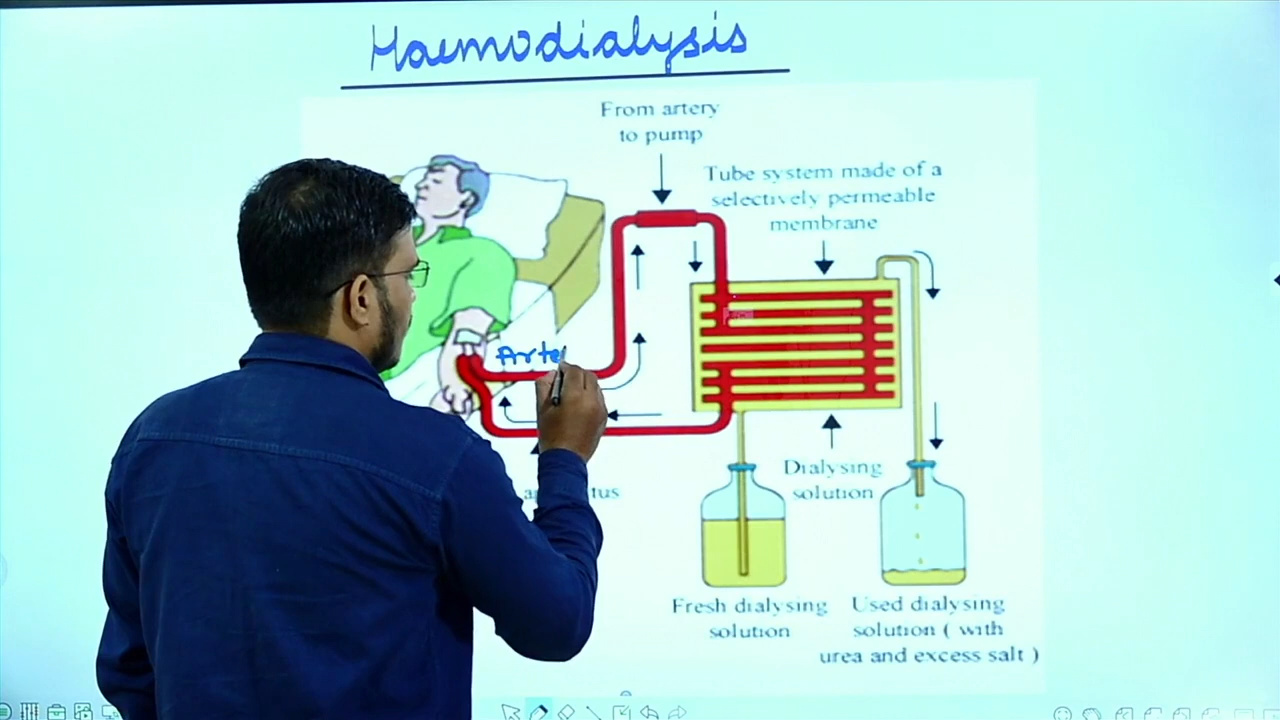 Haemodialysis
From artery
to pump
Tube system made of a
selectively permeable
membrane
Arte
Dialysing
solution
Fresh dialysing
solution
Used dialysing
solution ( with
urea and excess salt )